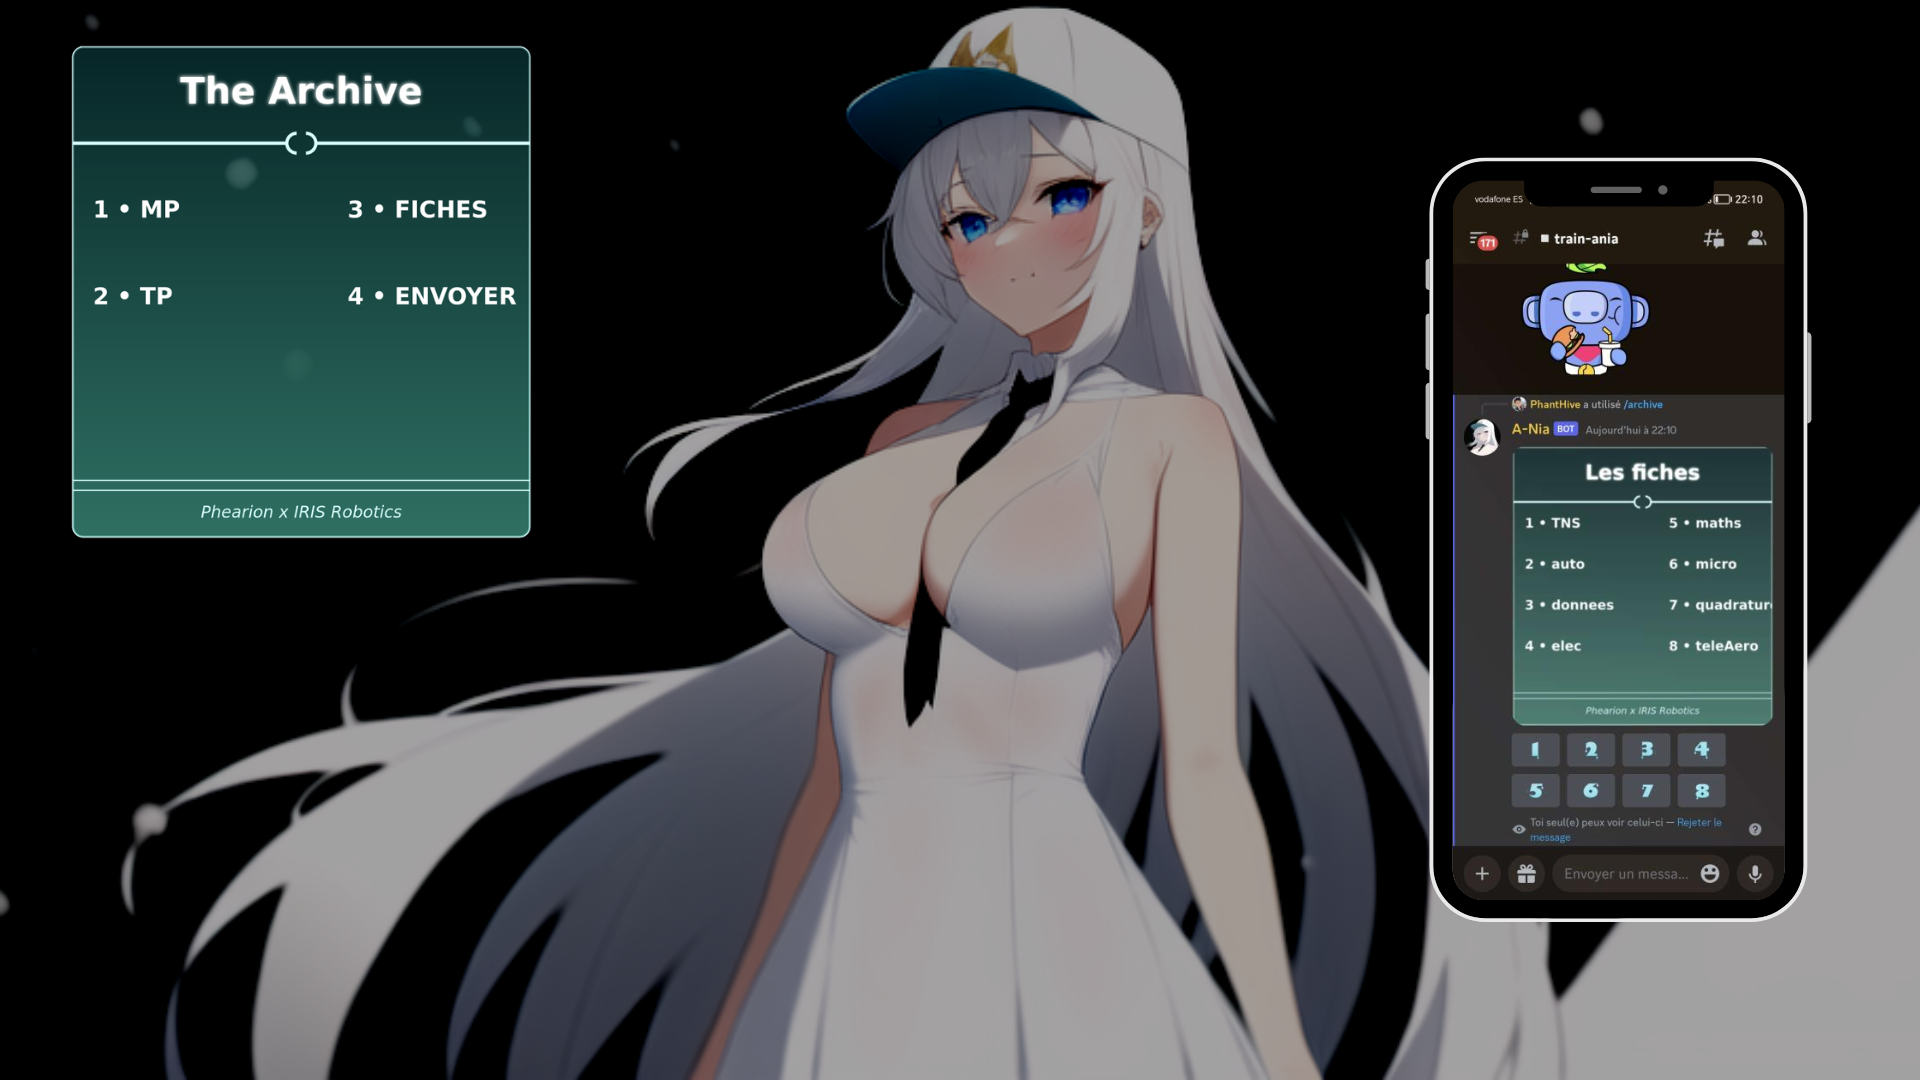 The Archive
1 • MP
3 • FICHES
2 • TP
4 • ENVOYER
Phearion x IRIS Robotics
vodafone ES
22:10
171
train-ania
PhantHive a utilisé /archive
A-Nia BOT Aujourd'hui à 22:10
Les fiches
1 • TNS
5 • maths
2 • auto
6 • micro
3 • donnees
7 • quadratur
4 • elec
8 • teleAero
Phearion x IRIS Robotics
1 2 3 4
5 6 7 8
Toi seul(e) peux voir celui-ci — Rejeter le
message
Envoyer un messa...